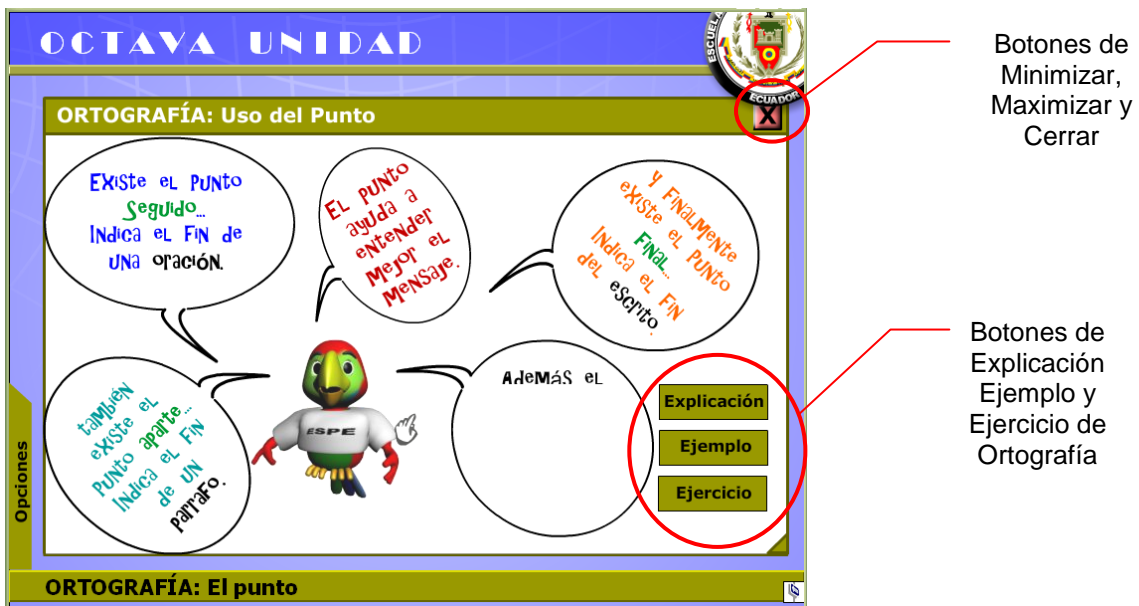 OCTAVA UNIDAD
ESCUELA
ECUADOR
X
ORTOGRAFÍA: Uso del Punto
Existe el punto
seguido...
Indica el fin de
una oración.
El punto
ayuda a
entender
mejor el
mensaje.
Y finalmente
existe el punto
final...
Indica el fin
del escrito.
también
existe el
punto aparte...
Indica el fin
de un
parrafo.
Además el
ESPE
Explicación
Ejemplo
Ejercicio
Opciones
ORTOGRAFÍA: El punto
Botones de
Minimizar,
Maximizar y
Cerrar
Botones de
Explicación
Ejemplo y
Ejercicio de
Ortografía